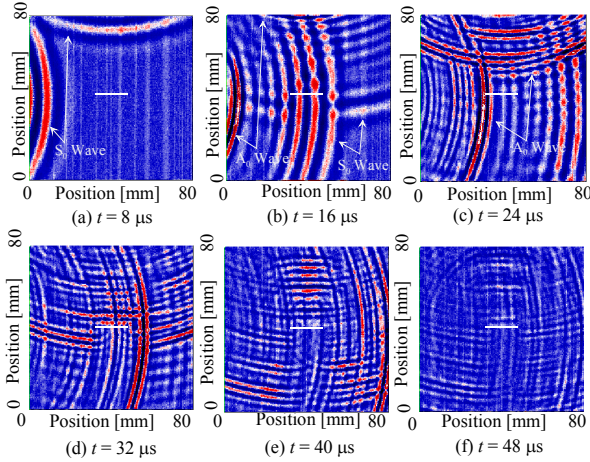 80
Position [mm]
S₀ Wave
0
0
Position [mm]
80
(a) t = 8 μs
80
Position [mm]
A₀ Wave
S₀ Wave
0
0
Position [mm]
80
(b) t = 16 μs
80
Position [mm]
A₀ Wave
0
0
Position [mm]
80
(c) t = 24 μs
80
Position [mm]
0
0
Position [mm]
80
(d) t = 32 μs
80
Position [mm]
0
0
Position [mm]
80
(e) t = 40 μs
80
Position [mm]
0
0
Position [mm]
80
(f) t = 48 μs